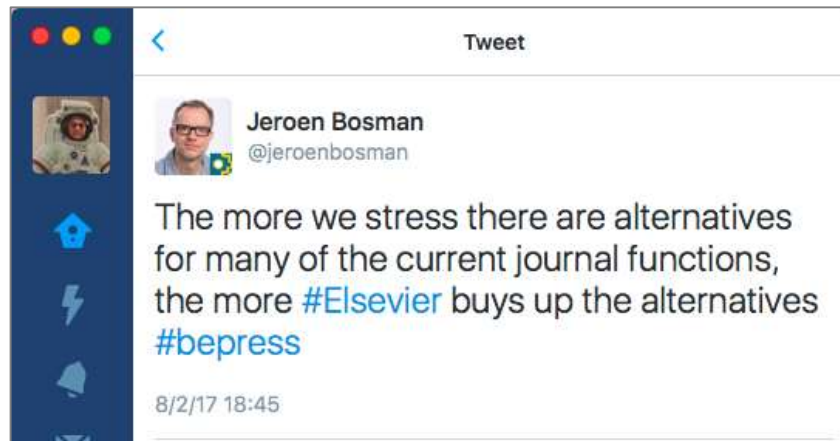 Tweet
Jeroen Bosman
@jeroenbosman
The more we stress there are alternatives
for many of the current journal functions,
the more #Elsevier buys up the alternatives
#bepress
8/2/17 18:45